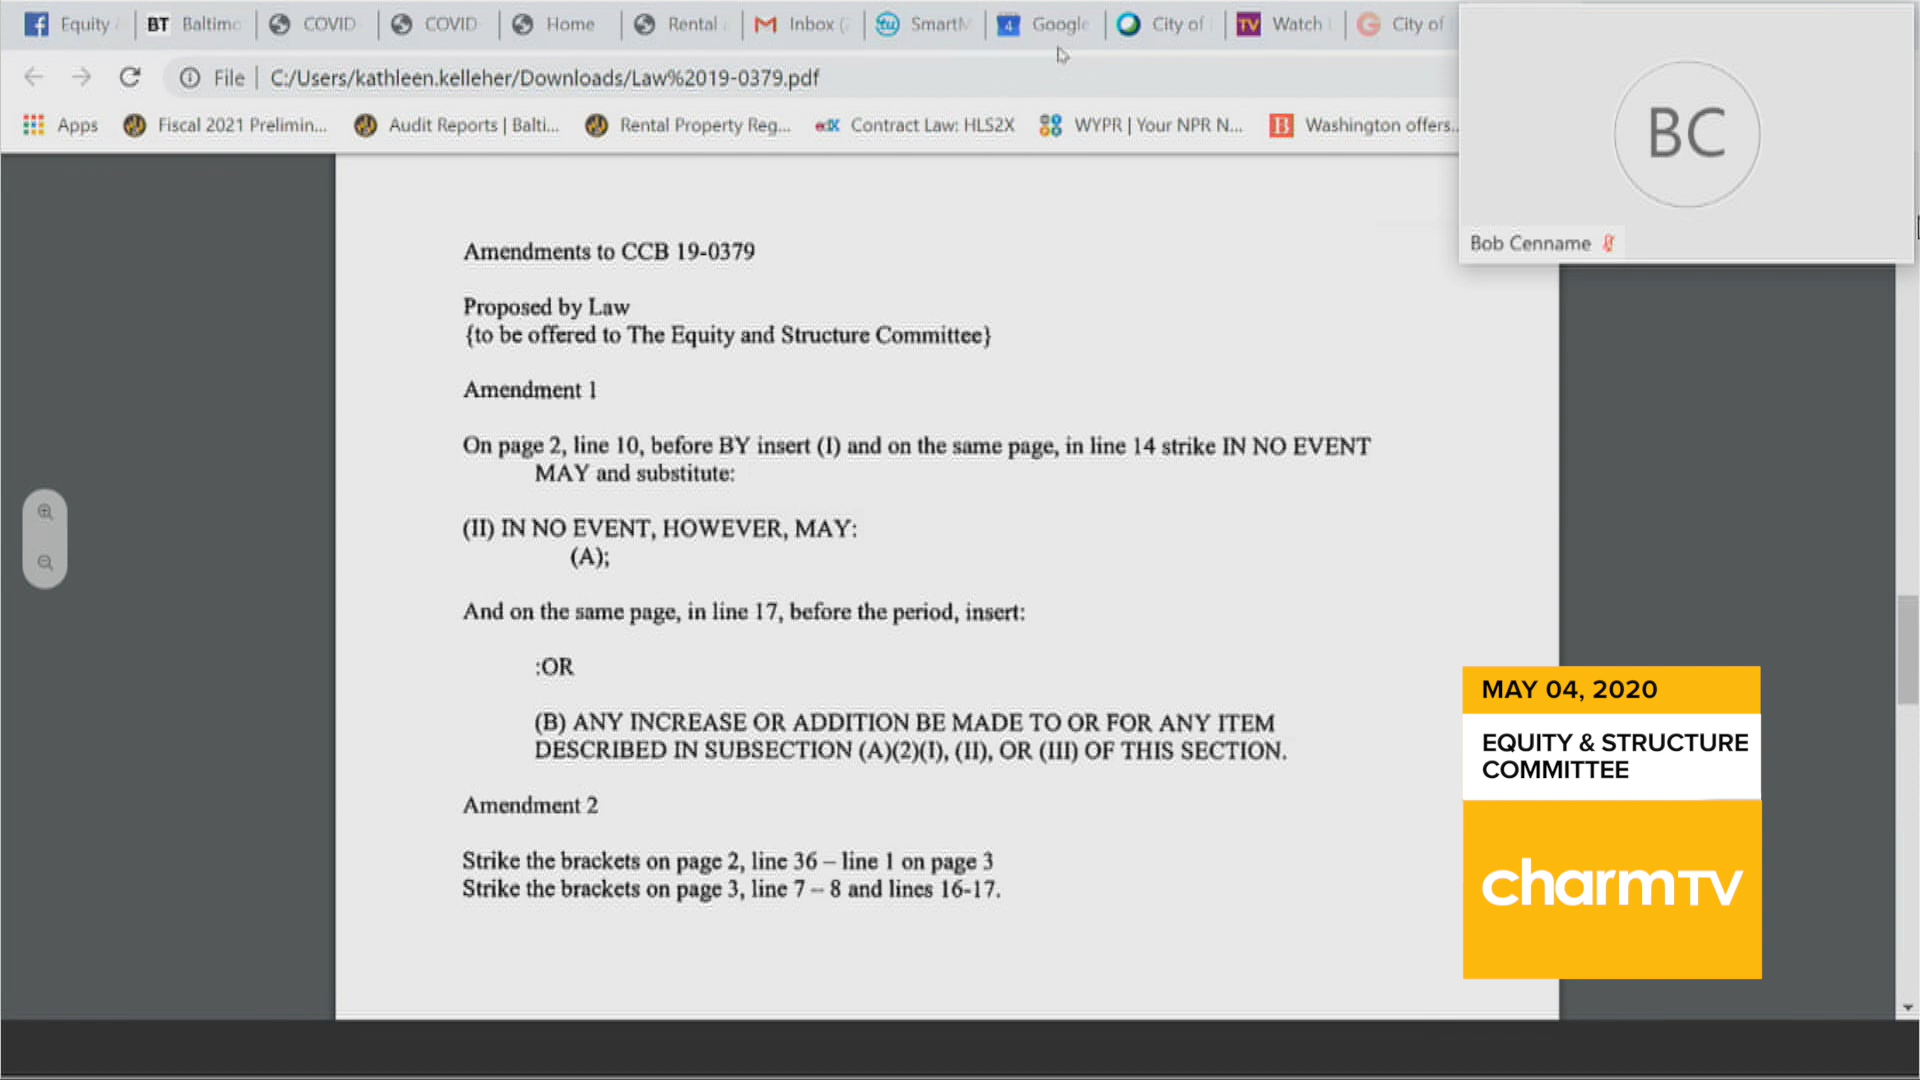 Equity
BT Baltimo
COVID
COVID
Home
Rental
Inbox (
SmartM
4 Google
City of
TV Watch
City of
File C:/Users/kathleen.kelleher/Downloads/Law%2019-0379.pdf
Apps
Fiscal 2021 Prelimin...
Audit Reports | Balti...
Rental Property Reg...
edX Contract Law: HLS2X
WYPR | Your NPR N...
B Washington offers...
BC
Bob Cenname
Amendments to CCB 19-0379
Proposed by Law
{to be offered to The Equity and Structure Committee}
Amendment 1
On page 2, line 10, before BY insert (I) and on the same page, in line 14 strike IN NO EVENT
MAY and substitute:
(II) IN NO EVENT, HOWEVER, MAY:
(A);
And on the same page, in line 17, before the period, insert:
:OR
(B) ANY INCREASE OR ADDITION BE MADE TO OR FOR ANY ITEM
DESCRIBED IN SUBSECTION (A)(2)(I), (II), OR (III) OF THIS SECTION.
Amendment 2
Strike the brackets on page 2, line 36 – line 1 on page 3
Strike the brackets on page 3, line 7 – 8 and lines 16-17.
MAY 04, 2020
EQUITY & STRUCTURE
COMMITTEE
charmTV